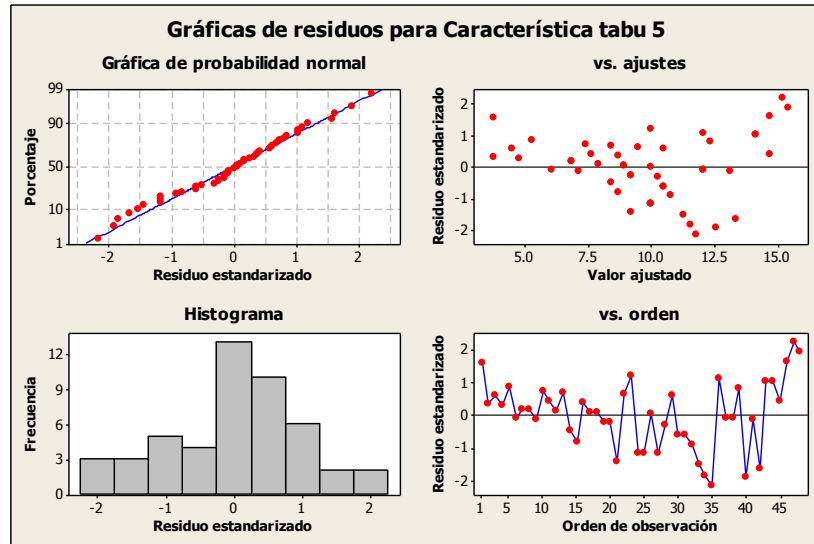 Gráficas de residuos para Característica tabu 5
Gráfica de probabilidad normal
Porcentaje
99
90
50
10
1
-2 -1 0 1 2
Residuo estandarizado
vs. ajustes
Residuo estandarizado
2
1
0
-1
-2
5.0 7.5 10.0 12.5 15.0
Valor ajustado
Histograma
Frecuencia
12
9
6
3
0
-2 -1 0 1 2
Residuo estandarizado
vs. orden
Residuo estandarizado
2
1
0
-1
-2
1 5 10 15 20 25 30 35 40 45
Orden de observación